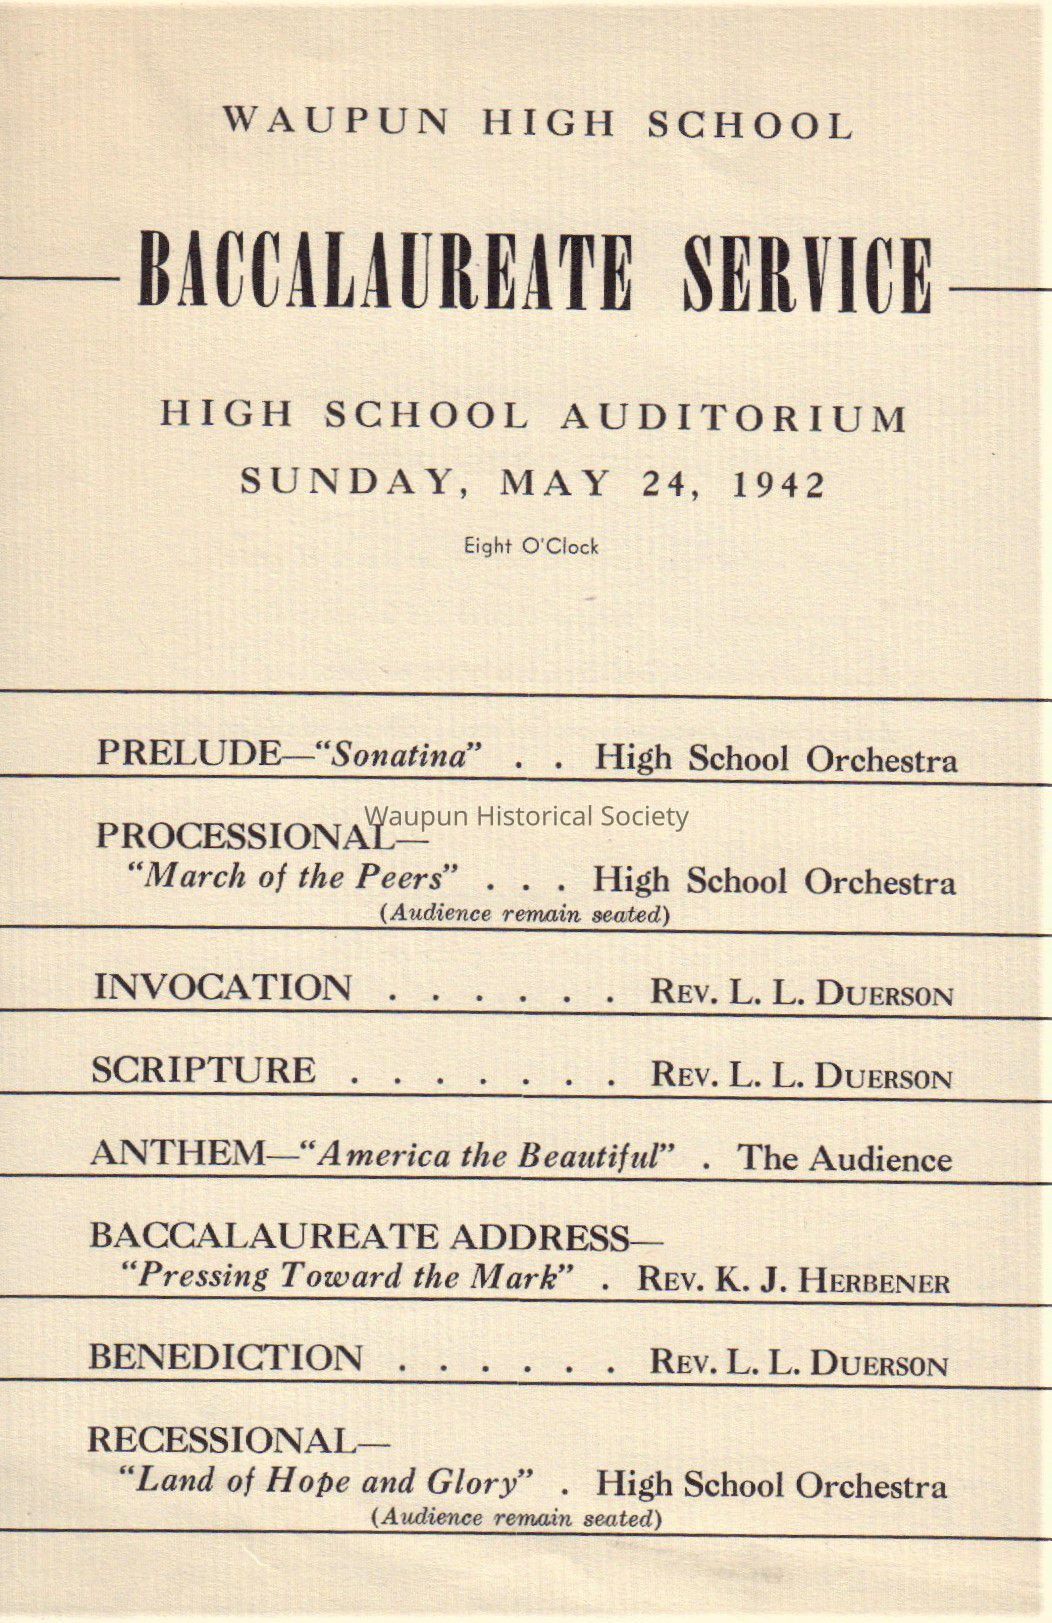 WAUPUN HIGH SCHOOL
BACCALAUREATE SERVICE
HIGH SCHOOL AUDITORIUM
SUNDAY, MAY 24, 1942
Eight O'Clock
PRELUDE—“Sonatina” . . High School Orchestra
Waupun Historical Society
PROCESSIONAL—
“March of the Peers” . . . High School Orchestra
(Audience remain seated)
INVOCATION . . . . . . REV. L. L. DUERSON
SCRIPTURE . . . . . . . REV. L. L. DUERSON
ANTHEM—“America the Beautiful” . The Audience
BACCALAUREATE ADDRESS—
“Pressing Toward the Mark” . REV. K. J. HERBENER
BENEDICTION . . . . . . REV. L. L. DUERSON
RECESSIONAL—
“Land of Hope and Glory” . High School Orchestra
(Audience remain seated)